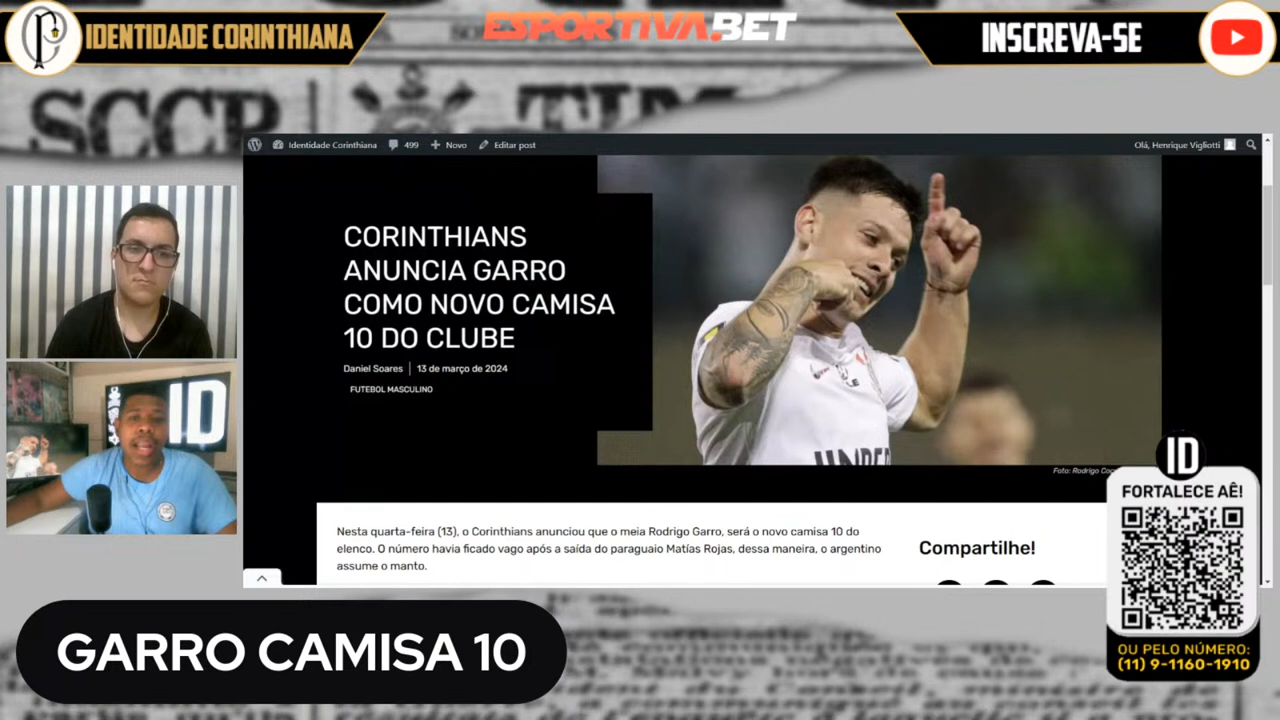 IDENTIDADE CORINTHIANA
ESPORTIVA.BET
INSCREVA-SE
SCCP
Identidade Corinthiana
499
Novo
Editar post
Olá, Henrique Vigliotti
CORINTHIANS
ANUNCIA GARRO
COMO NOVO CAMISA
10 DO CLUBE
Daniel Soares | 13 de março de 2024
FUTEBOL MASCULINO
ID
Foto: Rodrigo
Nesta quarta-feira (13), o Corinthians anunciou que o meia Rodrigo Garro, será o novo camisa 10 do
elenco. O número havia ficado vago após a saída do paraguaio Matías Rojas, dessa maneira, o argentino
assume o manto.
Compartilhe!
ID
FORTALECE AÊ!
OU PELO NÚMERO:
(11) 9-1160-1910
GARRO CAMISA 10